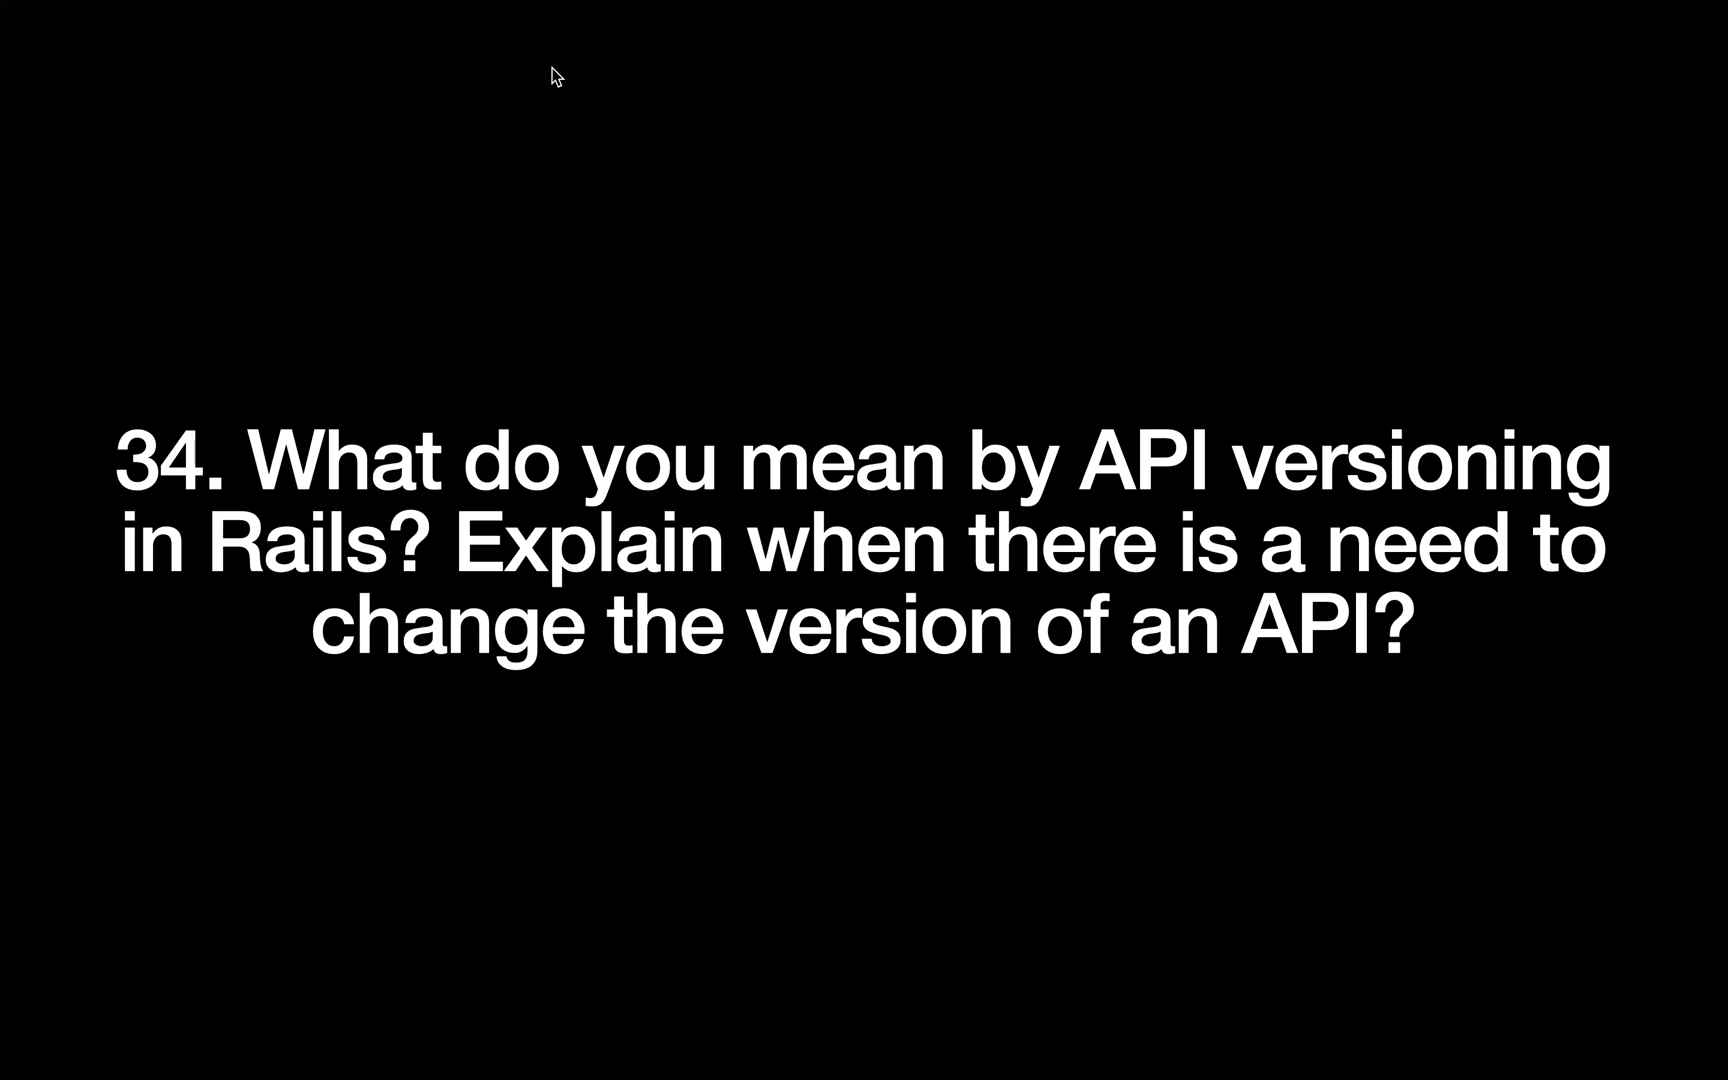 34. What do you mean by API versioning
in Rails? Explain when there is a need to
change the version of an API?